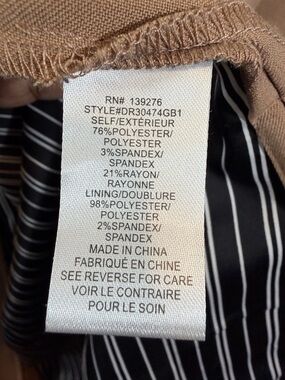 RN# 139276
STYLE#DR30474GB1
SELF/EXTÉRIEUR
76%POLYESTER/
POLYESTER
3%SPANDEX/
SPANDEX
21%RAYON/
RAYONNE
LINING/DOUBLURE
98%POLYESTER/
POLYESTER
2%SPANDEX/
SPANDEX
MADE IN CHINA
FABRIQUÉ EN CHINE
SEE REVERSE FOR CARE
VOIR LE CONTRAIRE
POUR LE SOIN